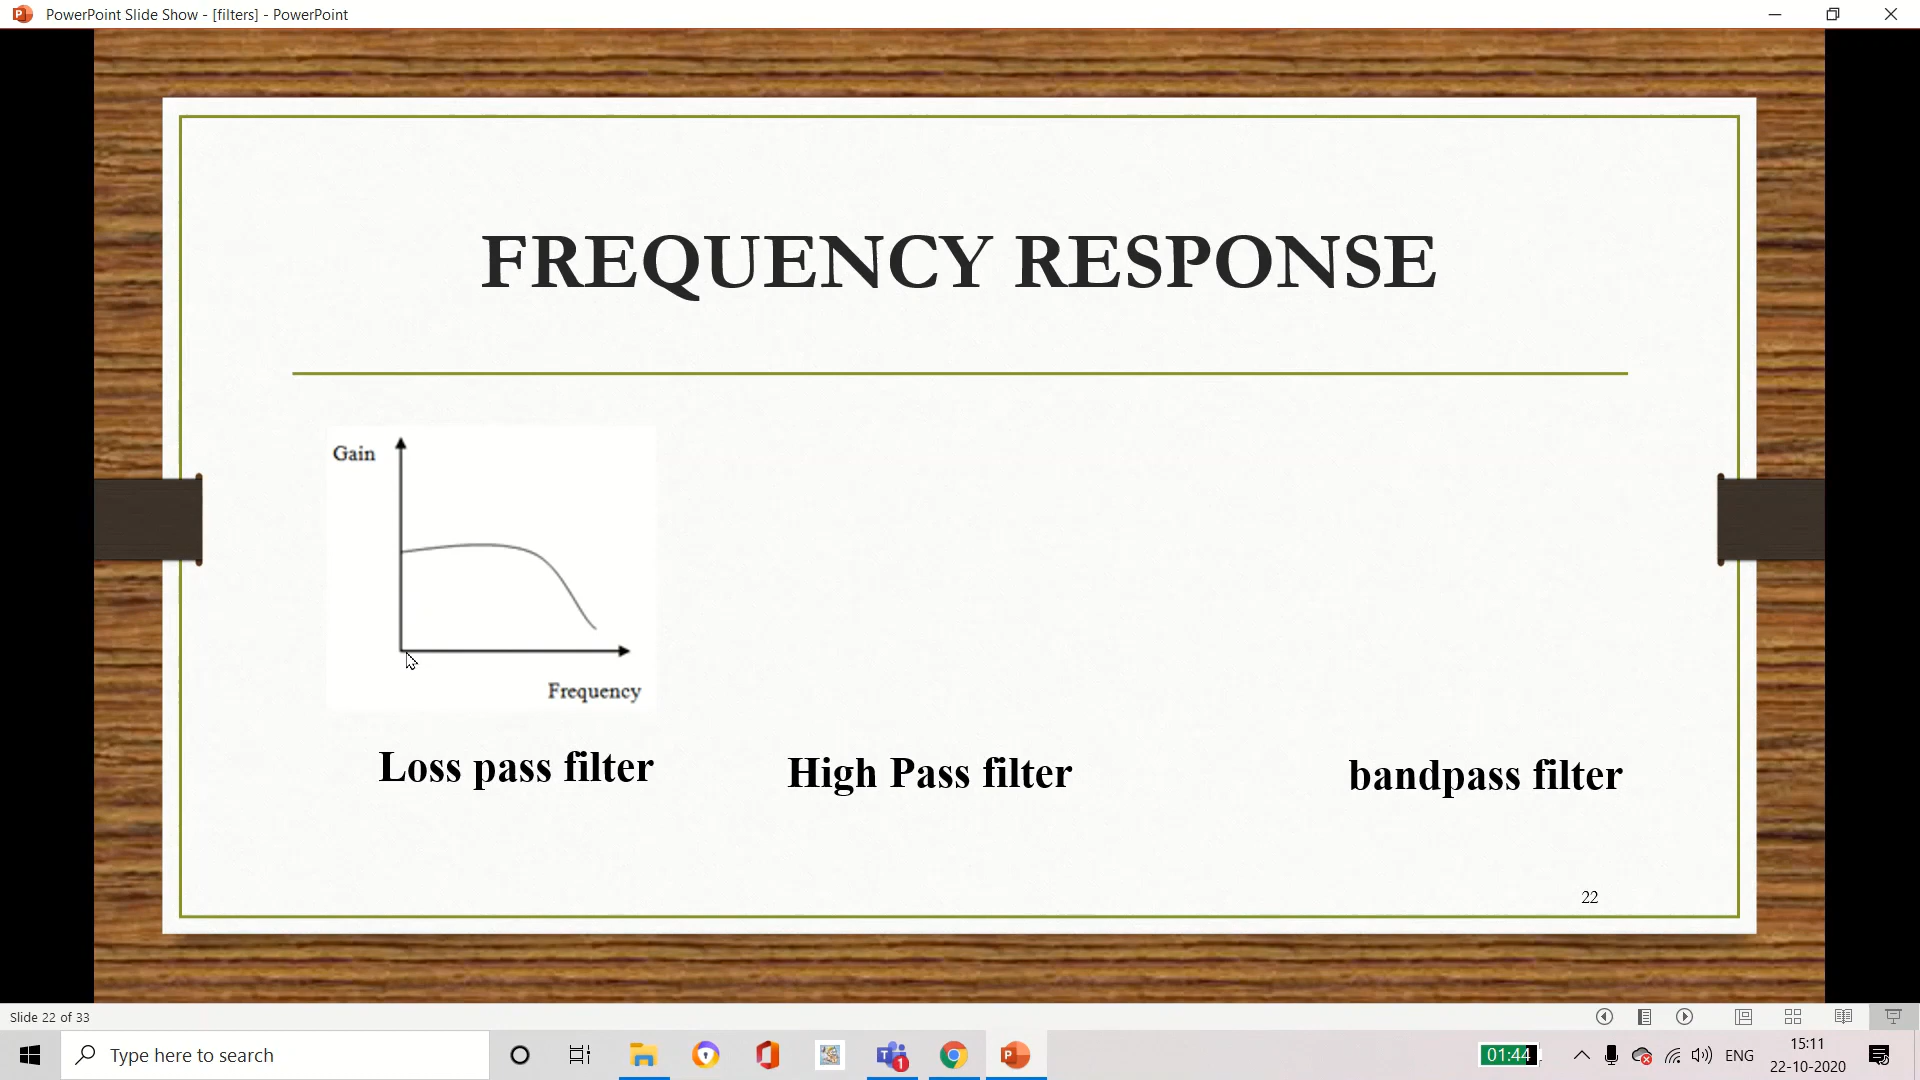 PowerPoint Slide Show - [filters] - PowerPoint
FREQUENCY RESPONSE
Gain
Frequency
Loss pass filter
High Pass filter
bandpass filter
22
Slide 22 of 33
Type here to search
1
01:44
ENG
15:11
22-10-2020